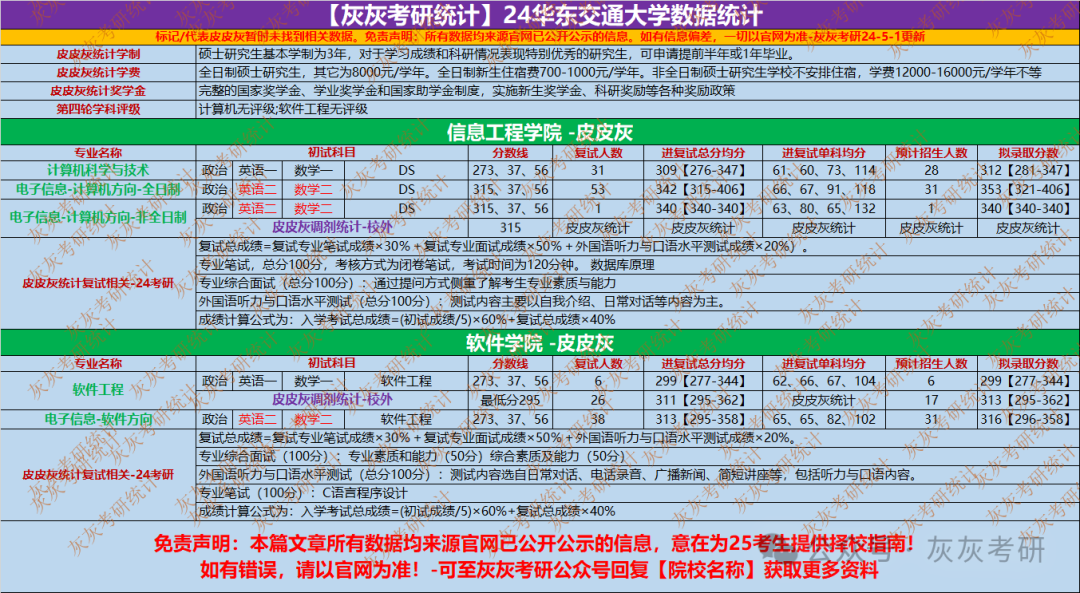 【灰灰考研统计】24华东交通大学数据统计
标记/代表皮皮灰暂时未找到相关数据。免责声明：所有数据均来源官网已公开公示的信息。如有信息偏差，一切以官网为准-灰灰考研24-5-1更新
皮皮灰统计学制 硕士研究生基本学制为3年，对于学习成绩和科研情况表现特别优秀的研究生，可申请提前半年或1年毕业。
皮皮灰统计学费 全日制硕士研究生，其它为8000元/学年。全日制新生住宿费700-1000元/学年。非全日制硕士研究生学校不安排住宿，学费12000-16000元/学年不等
皮皮灰统计奖学金 完整的国家奖学金、学业奖学金和国家助学金制度，实施新生奖学金、科研奖励等各种奖励政策
第四轮学科评级 计算机无评级;软件工程无评级
信息工程学院 -皮皮灰
专业名称 初试科目 分数线 复试人数 进复试总分均分 进复试单科均分 预计招生人数 拟录取分数
计算机科学与技术 政治 英语一 数学一 DS 273、37、56 31 309【276-347】 61、60、73、114 28 312【281-347】
电子信息-计算机方向-全日制 政治 英语二 数学二 DS 315、37、56 53 342【315-406】 66、67、91、118 31 353【321-406】
电子信息-计算机方向-非全日制 政治 英语二 数学二 DS 315、37、56 1 340【340-340】 63、80、65、132 1 340【340-340】
皮皮灰调剂统计-校外 315 皮皮灰统计 皮皮灰统计 皮皮灰统计 皮皮灰统计 皮皮灰统计
皮皮灰统计复试相关-24考研 复试总成绩=复试专业笔试成绩×30%＋复试专业面试成绩×50%＋外国语听力与口语水平测试成绩×20%）。
专业笔试，总分100分，考核方式为闭卷笔试，考试时间为120分钟。 数据库原理
专业综合面试（总分100分）：通过提问方式侧重了解考生专业素质与能力
外国语听力与口语水平测试（总分100分）：测试内容主要以自我介绍、日常对话等内容为主。
成绩计算公式为：入学考试总成绩=(初试成绩/5)×60%+复试总成绩×40%
软件学院 -皮皮灰
专业名称 初试科目 分数线 复试人数 进复试总分均分 进复试单科均分 预计招生人数 拟录取分数
软件工程 政治 英语一 数学一 软件工程 273、37、56 6 299【277-344】 62、66、67、104 6 299【277-344】
皮皮灰调剂统计-校外 最低分295 26 311【295-362】 皮皮灰统计 17 313【295-362】
电子信息-软件方向 政治 英语二 数学二 软件工程 273、37、56 38 313【295-358】 65、65、82、102 31 316【296-358】
皮皮灰统计复试相关-24考研 复试总成绩=复试专业笔试成绩×30%＋复试专业面试成绩×50%＋外国语听力与口语水平测试成绩×20%。
专业综合面试（100分）：专业素质和能力（50分）综合素质及能力（50分）
外国语听力与口语水平测试（总分100分）：测试内容选自日常对话、电话录音、广播新闻、简短讲座等，包括听力与口语内容。
专业笔试（100分）：C语言程序设计
成绩计算公式为：入学考试总成绩=(初试成绩/5)×60%+复试总成绩×40%
免责声明：本篇文章所有数据均来源官网已公开公示的信息，意在为25考生提供择校指南！
如有错误，请以官网为准！-可至灰灰考研公众号回复【院校名称】获取更多资料
公众号 灰灰考研